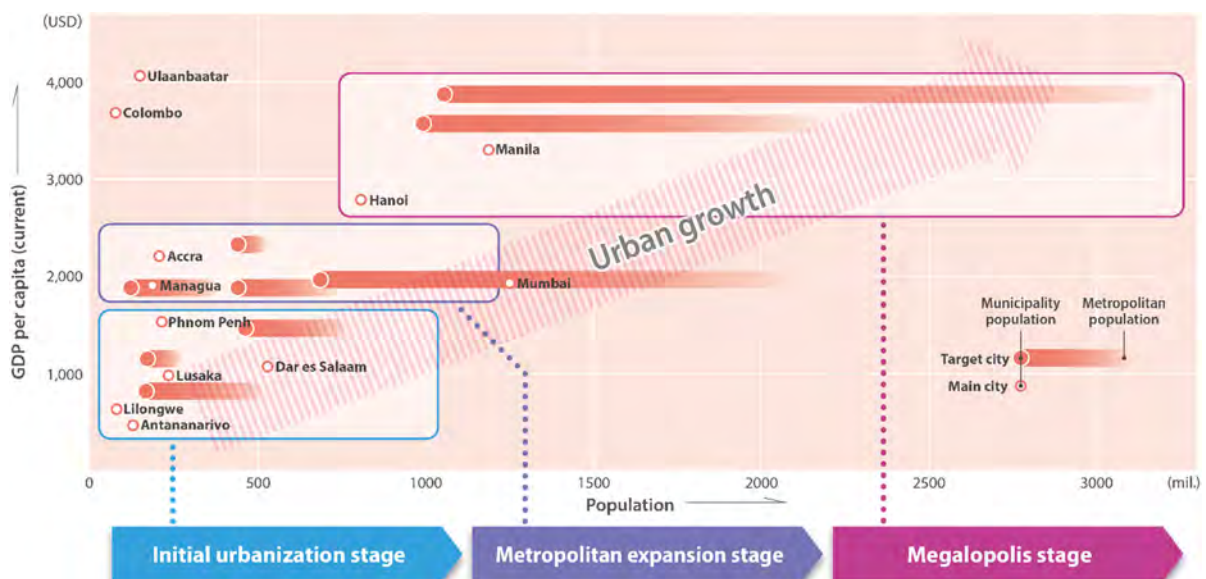 (USD)
4,000
3,000
2,000
1,000
GDP per capita (current)
Ulaanbaatar
Colombo
Manila
Hanoi
Urban growth
Accra
Managua
Mumbai
Phnom Penh
Dar es Salaam
Lusaka
Lilongwe
Antananarivo
Municipality
population
Metropolitan
population
Target city
Main city
0
500
1000
1500
2000
2500
3000
(mil.)
Population
Initial urbanization stage
Metropolitan expansion stage
Megalopolis stage